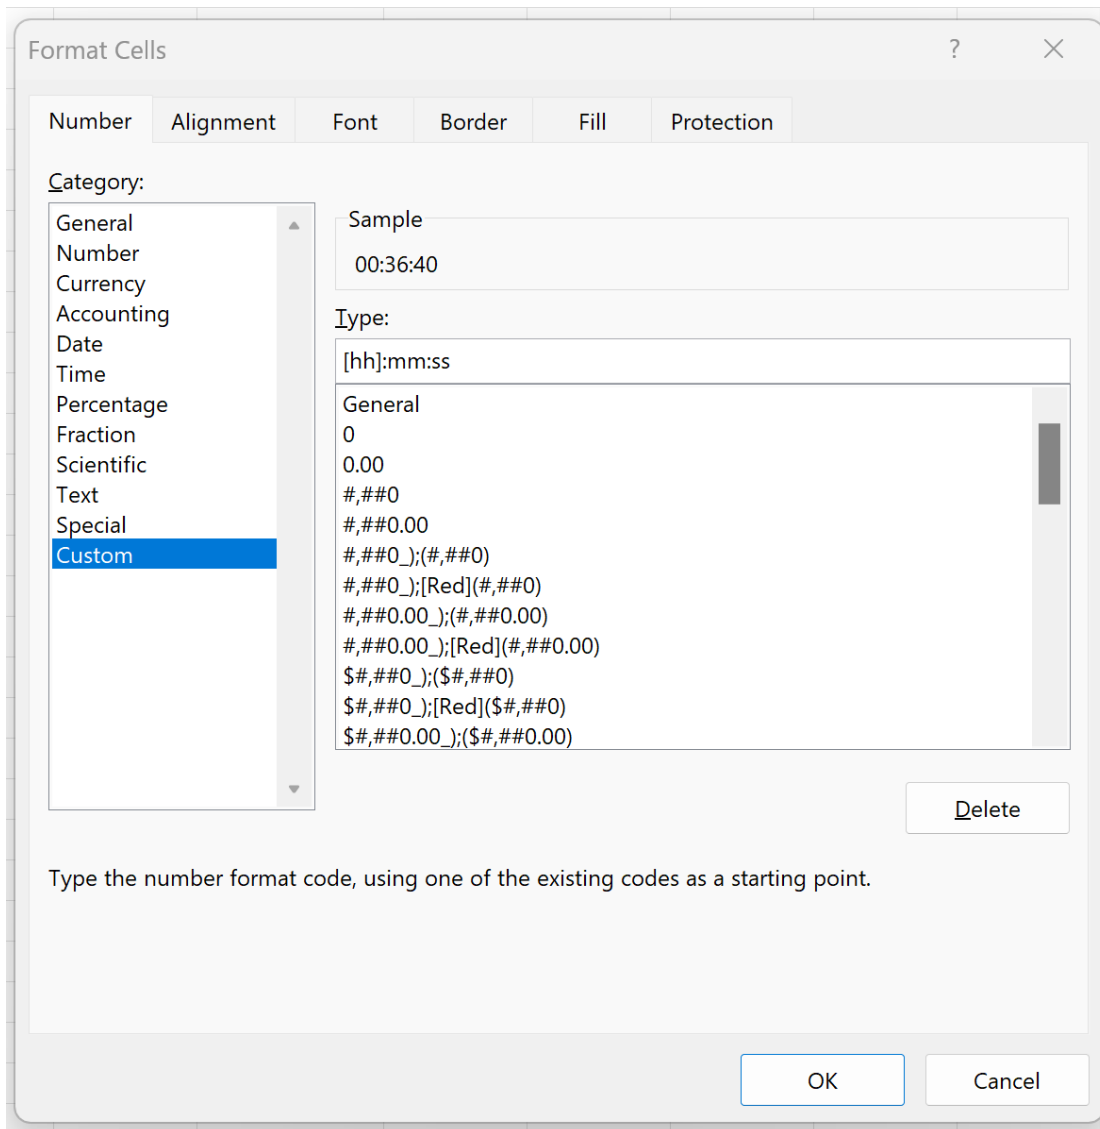 Format Cells ?
Number Alignment Font Border Fill Protection
Category:
General
Number
Currency
Accounting
Date
Time
Percentage
Fraction
Scientific
Text
Special
Custom
Sample
00:36:40
Type:
[hh]:mm:ss
General
0
0.00
#,##0
#,##0.00
#,##0_);(#,##0)
#,##0_);[Red](#,##0)
#,##0.00_);(#,##0.00)
#,##0.00_);[Red](#,##0.00)
$#,##0_);($#,##0)
$#,##0_);[Red]($#,##0)
$#,##0.00_);($#,##0.00)
Delete
Type the number format code, using one of the existing codes as a starting point.
OK Cancel